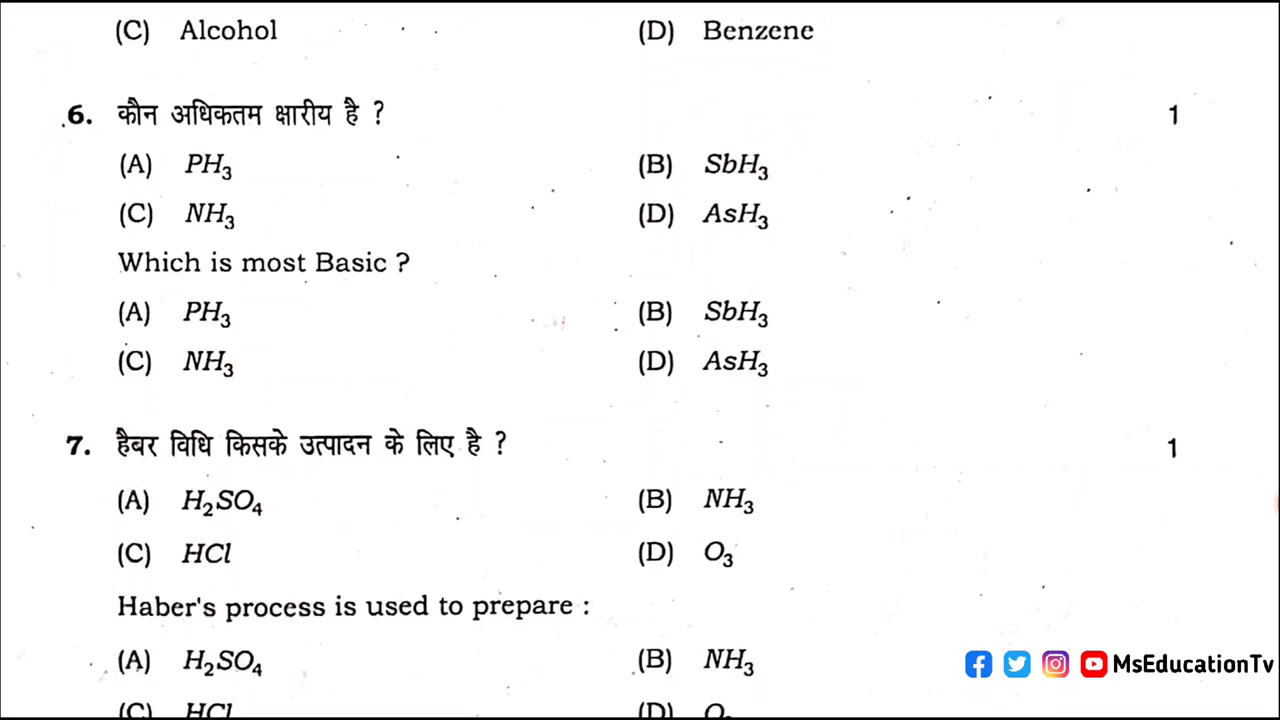 (C) Alcohol (D) Benzene
6. कौन अधिकतम क्षारीय है ? 1
(A) PH₃ (B) SbH₃
(C) NH₃ (D) AsH₃
Which is most Basic ?
(A) PH₃ (B) SbH₃
(C) NH₃ (D) AsH₃
7. हैबर विधि किसके उत्पादन के लिए है ? 1
(A) H₂SO₄ (B) NH₃
(C) HCl (D) O₃
Haber's process is used to prepare :
(A) H₂SO₄ (B) NH₃
MsEducationTv
(C) HCl (D) O